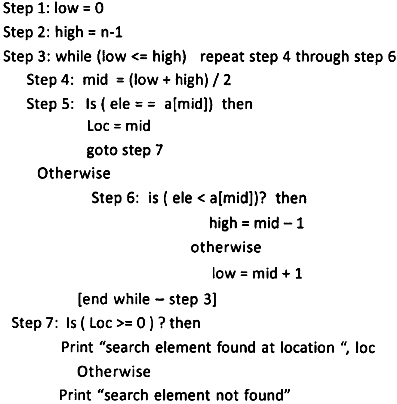 Step 1: low = 0
Step 2: high = n-1
Step 3: while (low <= high) repeat step 4 through step 6
Step 4: mid = (low + high) / 2
Step 5: Is ( ele = = a[mid]) then
Loc = mid
goto step 7
Otherwise
Step 6: is ( ele < a[mid])? then
high = mid – 1
otherwise
low = mid + 1
[end while – step 3]
Step 7: Is ( Loc >= 0 ) ? then
Print “search element found at location “, loc
Otherwise
Print “search element not found”